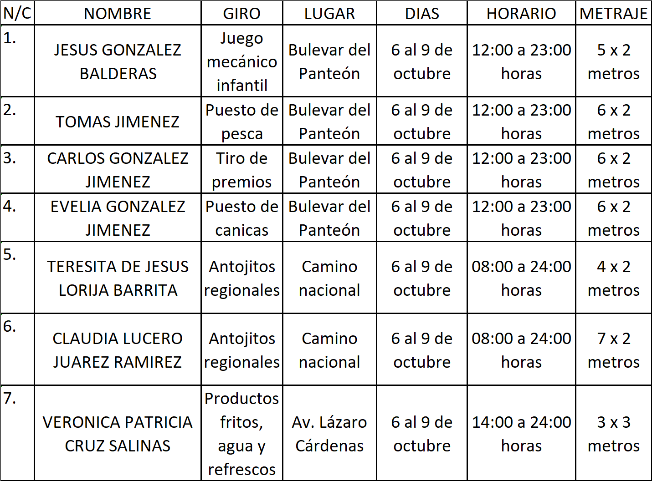 N/C NOMBRE GIRO LUGAR DIAS HORARIO METRAJE
1. JESUS GONZALEZ BALDERAS Juego mecánico infantil Bulevar del Panteón 6 al 9 de octubre 12:00 a 23:00 horas 5 x 2 metros
2. TOMAS JIMENEZ Puesto de pesca Bulevar del Panteón 6 al 9 de octubre 12:00 a 23:00 horas 6 x 2 metros
3. CARLOS GONZALEZ JIMENEZ Tiro de premios Bulevar del Panteón 6 al 9 de octubre 12:00 a 23:00 horas 6 x 2 metros
4. EVELIA GONZALEZ JIMENEZ Puesto de canicas Bulevar del Panteón 6 al 9 de octubre 12:00 a 23:00 horas 6 x 2 metros
5. TERESITA DE JESUS LORIJA BARRITA Antojitos regionales Camino nacional 6 al 9 de octubre 08:00 a 24:00 horas 4 x 2 metros
6. CLAUDIA LUCERO JUAREZ RAMIREZ Antojitos regionales Camino nacional 6 al 9 de octubre 08:00 a 24:00 horas 7 x 2 metros
7. VERONICA PATRICIA CRUZ SALINAS Productos fritos, agua y refrescos Av. Lázaro Cárdenas 6 al 9 de octubre 14:00 a 24:00 horas 3 x 3 metros